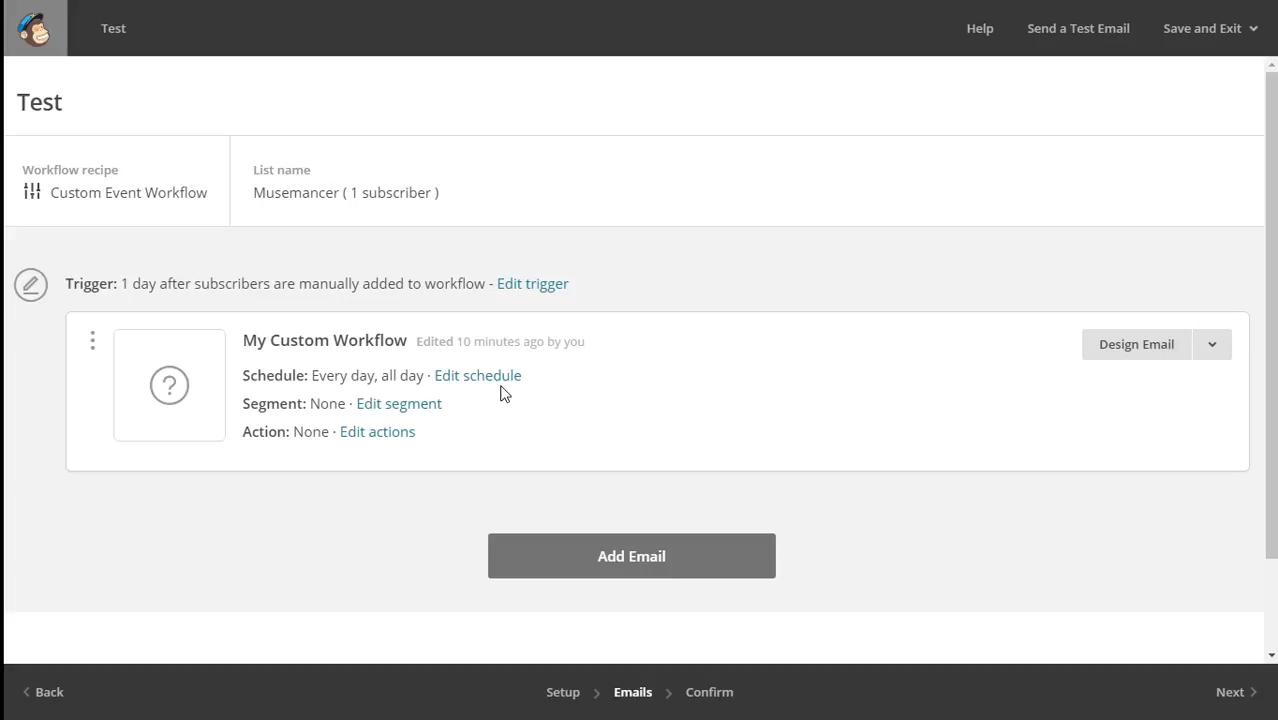 Test
Help
Send a Test Email
Save and Exit
Test
Workflow recipe
Custom Event Workflow
List name
Musemancer ( 1 subscriber )
Trigger: 1 day after subscribers are manually added to workflow - Edit trigger
My Custom Workflow Edited 10 minutes ago by you
Schedule: Every day, all day · Edit schedule
Segment: None · Edit segment
Action: None · Edit actions
Design Email
Add Email
Back
Setup
Emails
Confirm
Next